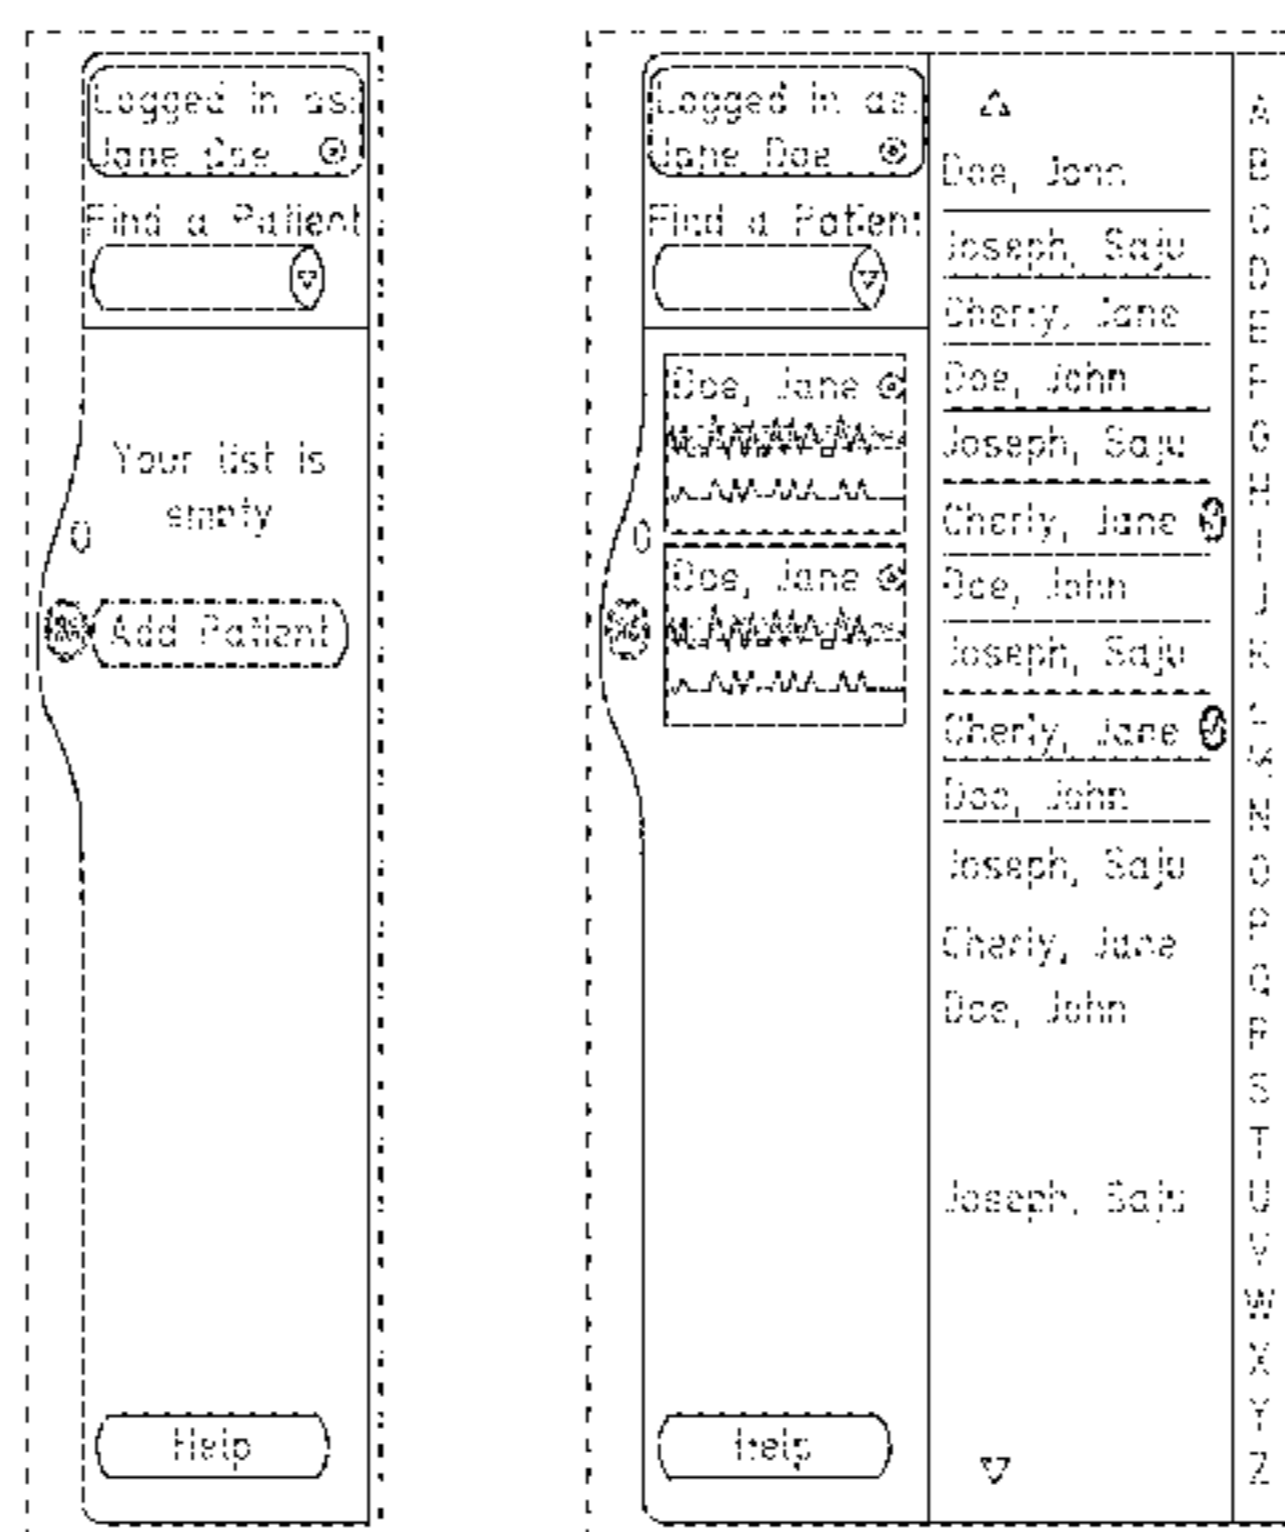 Logged in as:
Jane Doe
Find a Patient
Your list is
empty
0
Add Patient
Help
Logged in as:
Jane Doe
Find a Patient
Doe, Jane
0
Doe, Jane
Help
Doe, John
Joseph, Saju
Cherly, Jane
Doe, John
Joseph, Saju
Cherly, Jane
Doe, John
Joseph, Saju
Cherly, Jane
Doe, John
Joseph, Saju
Cherly, Jane
Doe, John
Joseph, Saju
A
B
C
D
E
F
G
H
I
J
K
L
M
N
O
P
Q
R
S
T
U
V
W
X
Y
Z